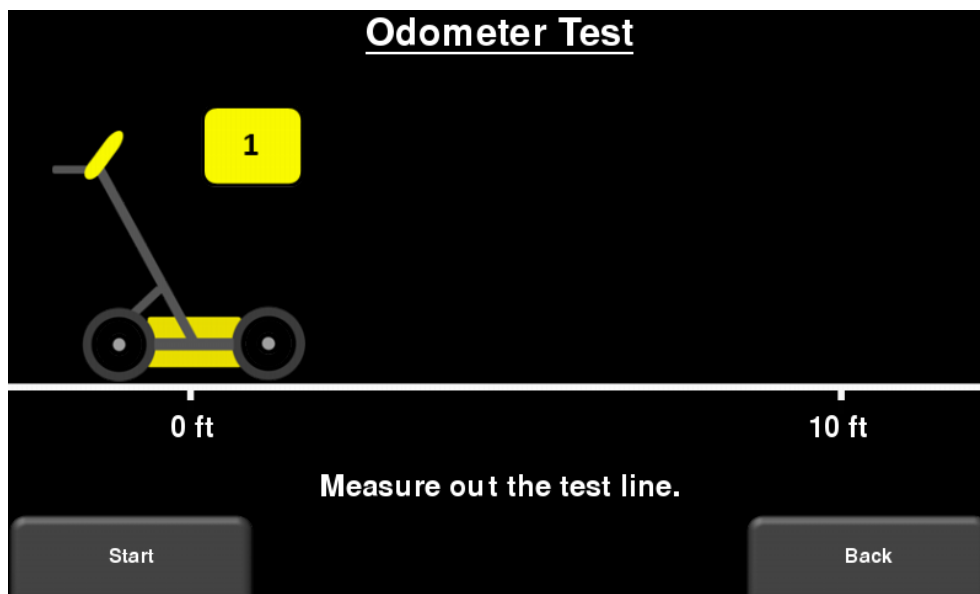 Odometer Test
1
0 ft
10 ft
Measure out the test line.
Start
Back